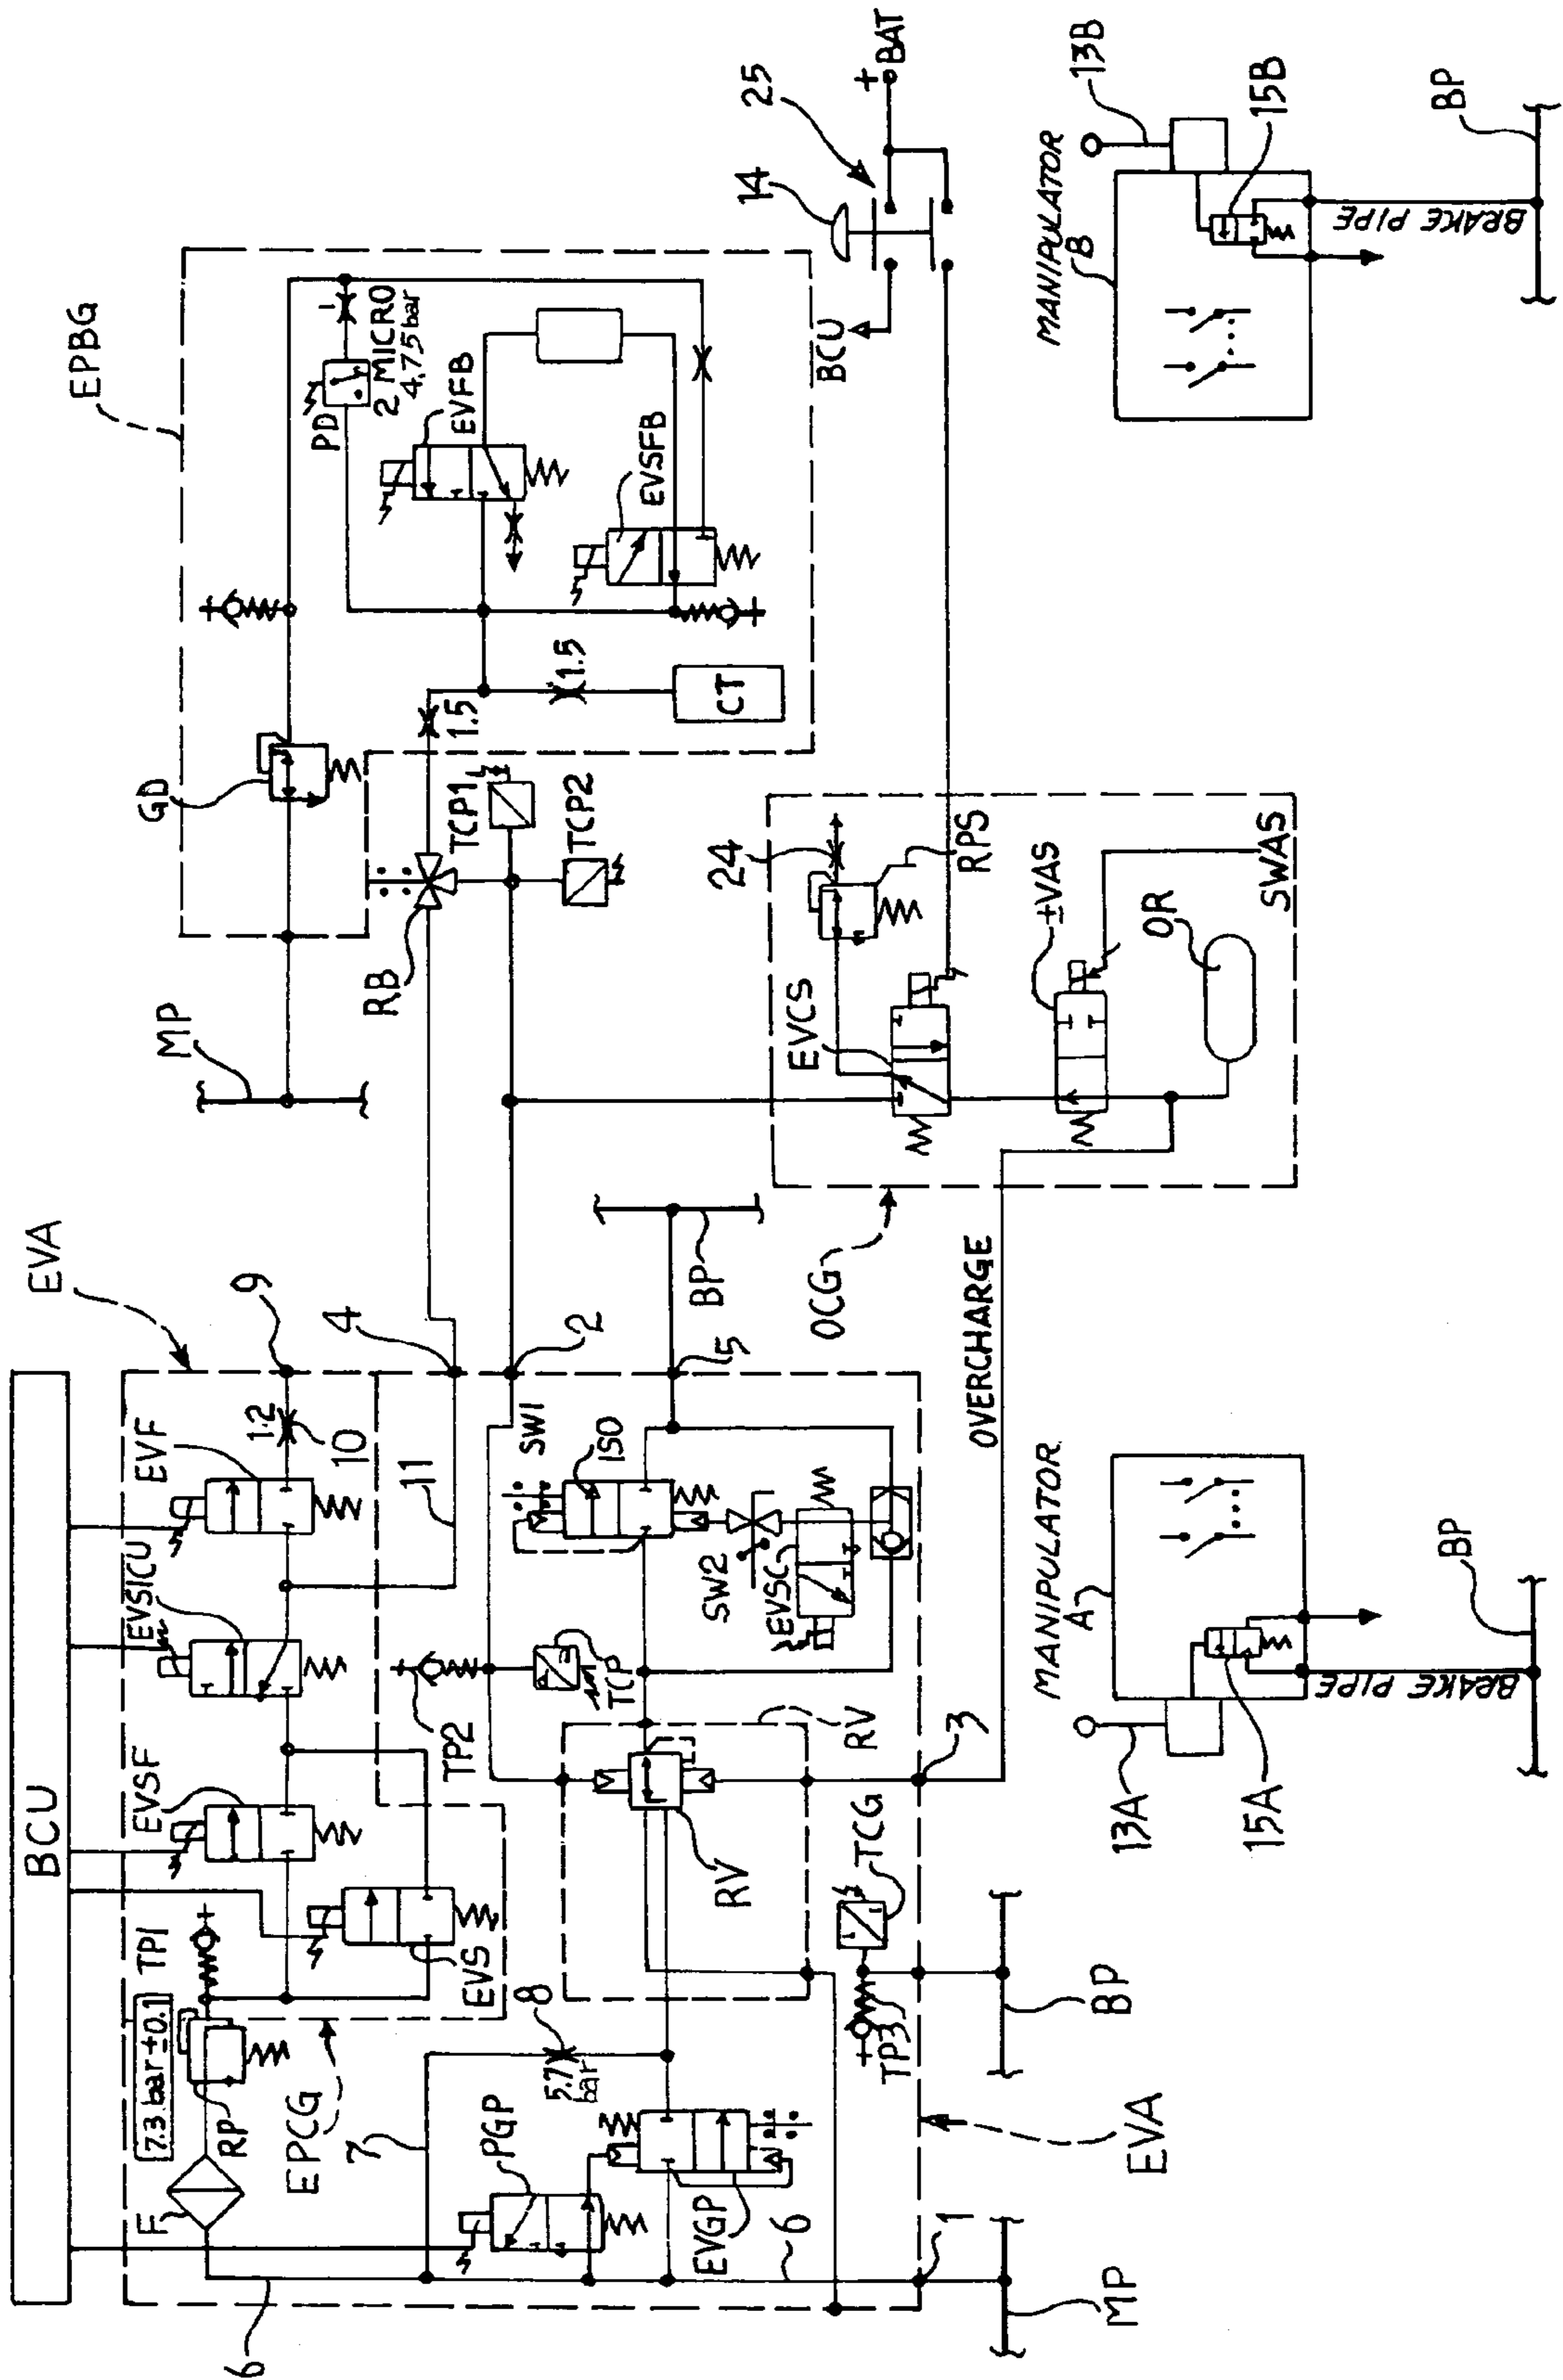 BCU
EVA
9
4
2
5
EVF
1.2
10
11
EVSICU
EVSF
EVS
TP1
7.3 bar ± 0.1
RP
F
EPCG
6
7
8
5.7
bar
PGP
EVGP
6
1
MP
EVA
BP
TP3
TCG
RV
RV
3
TP2
TCP
SW1
ISO
SW2
EVSC
BP
OVERCHARGE
OCG
MP
RB
GD
EPBG
PD
2 MICRO
4,75 bar
EVFB
EVSFB
1.5
1.5
CT
TCP1
TCP2
24
RPS
EVCS
±VAS
OR
SWAS
BCU
14
25
+
BAT
MANIPULATOR
A
13A
15A
BRAKE PIPE
BP
MANIPULATOR
B
13B
15B
BRAKE PIPE
BP